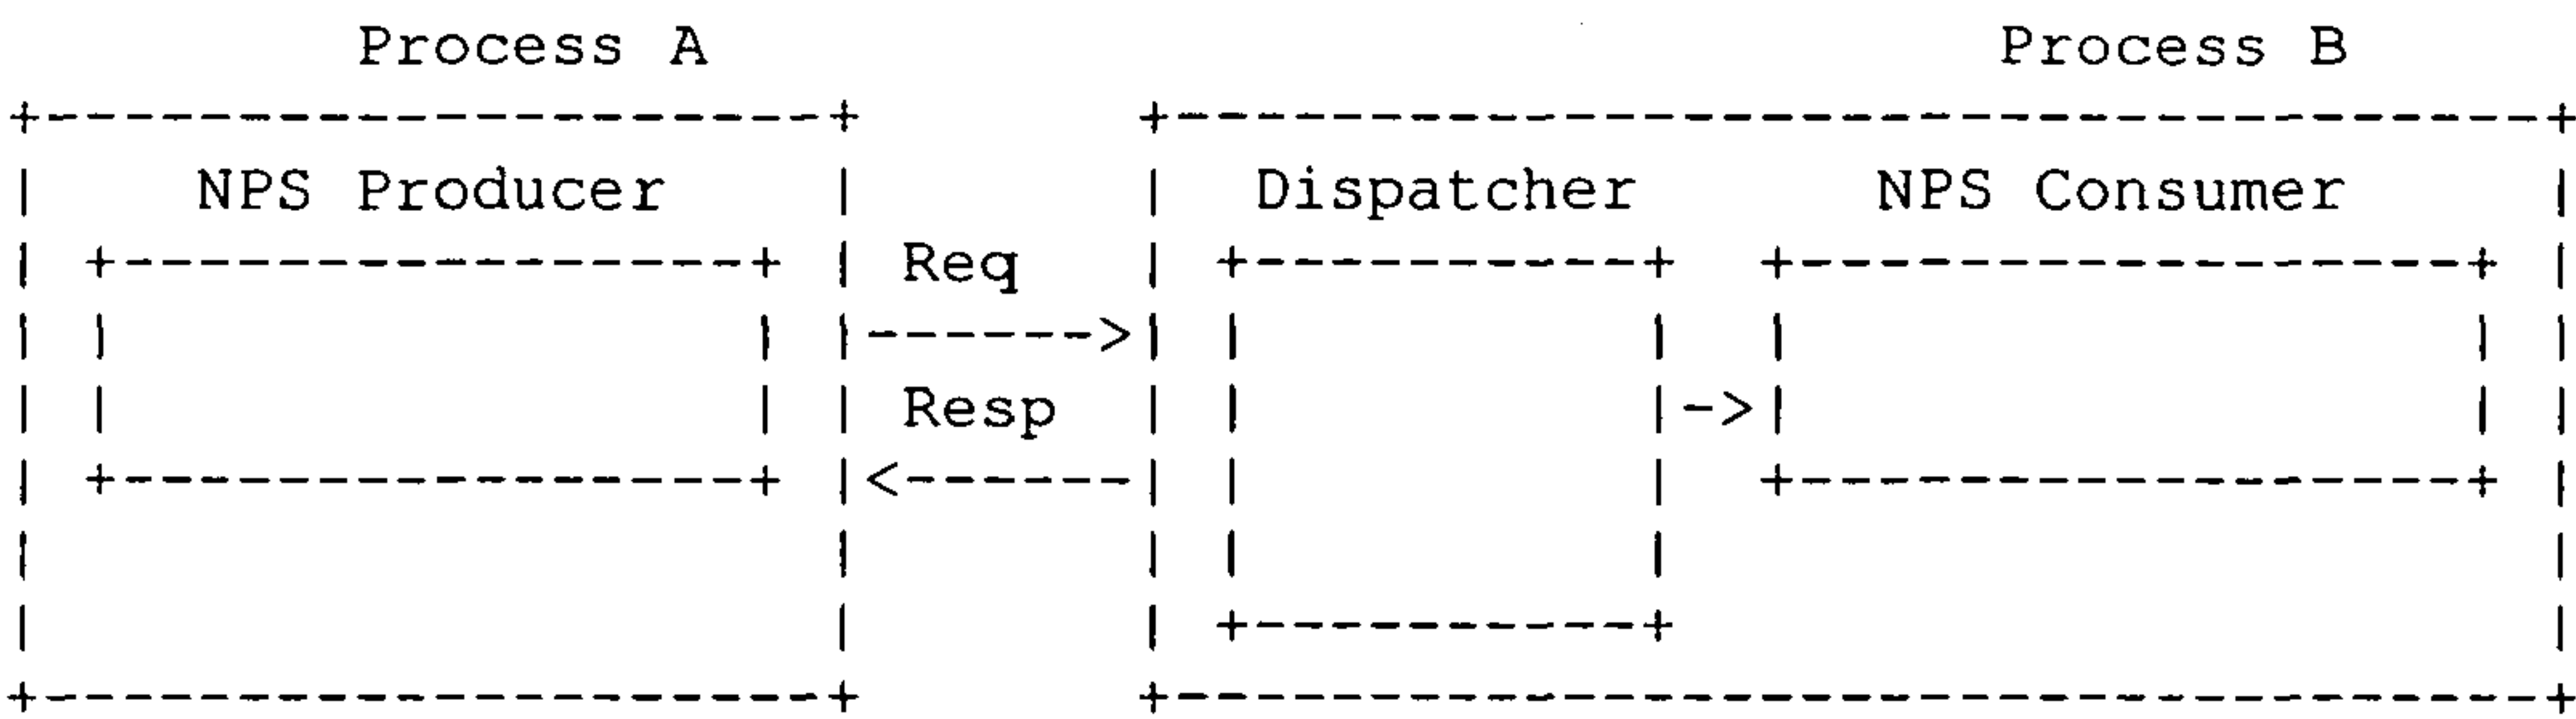 Process A Process B
NPS Producer Dispatcher NPS Consumer
Req
Resp